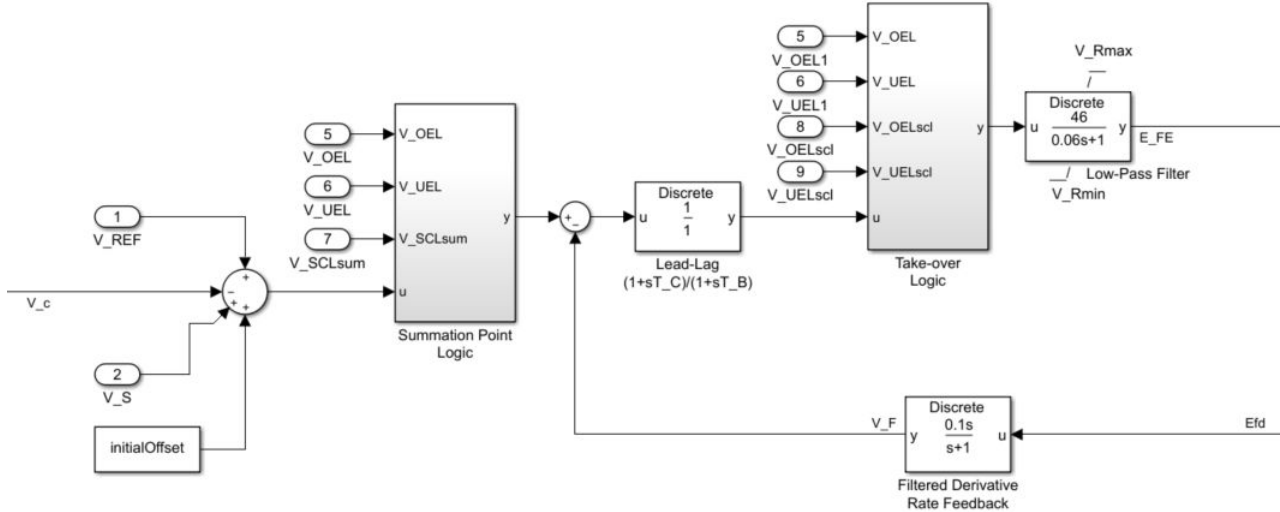 1
V_REF
V_c
2
V_S
initialOffset
5
V_OEL
6
V_UEL
7
V_SCLsum
V_OEL
V_UEL
V_SCLsum
u
y
Summation Point
Logic
+
-
+
+
+
-
Discrete
u
1
1
y
Lead-Lag
(1+sT_C)/(1+sT_B)
5
V_OEL1
6
V_UEL1
8
V_OELscl
9
V_UELscl
V_OEL
V_UEL
V_OELscl
V_UELscl
u
y
Take-over
Logic
V_Rmax
Discrete
u
46
0.06s+1
y
E_FE
Low-Pass Filter
V_Rmin
V_F
Discrete
y
0.1s
s+1
u
Efd
Filtered Derivative
Rate Feedback